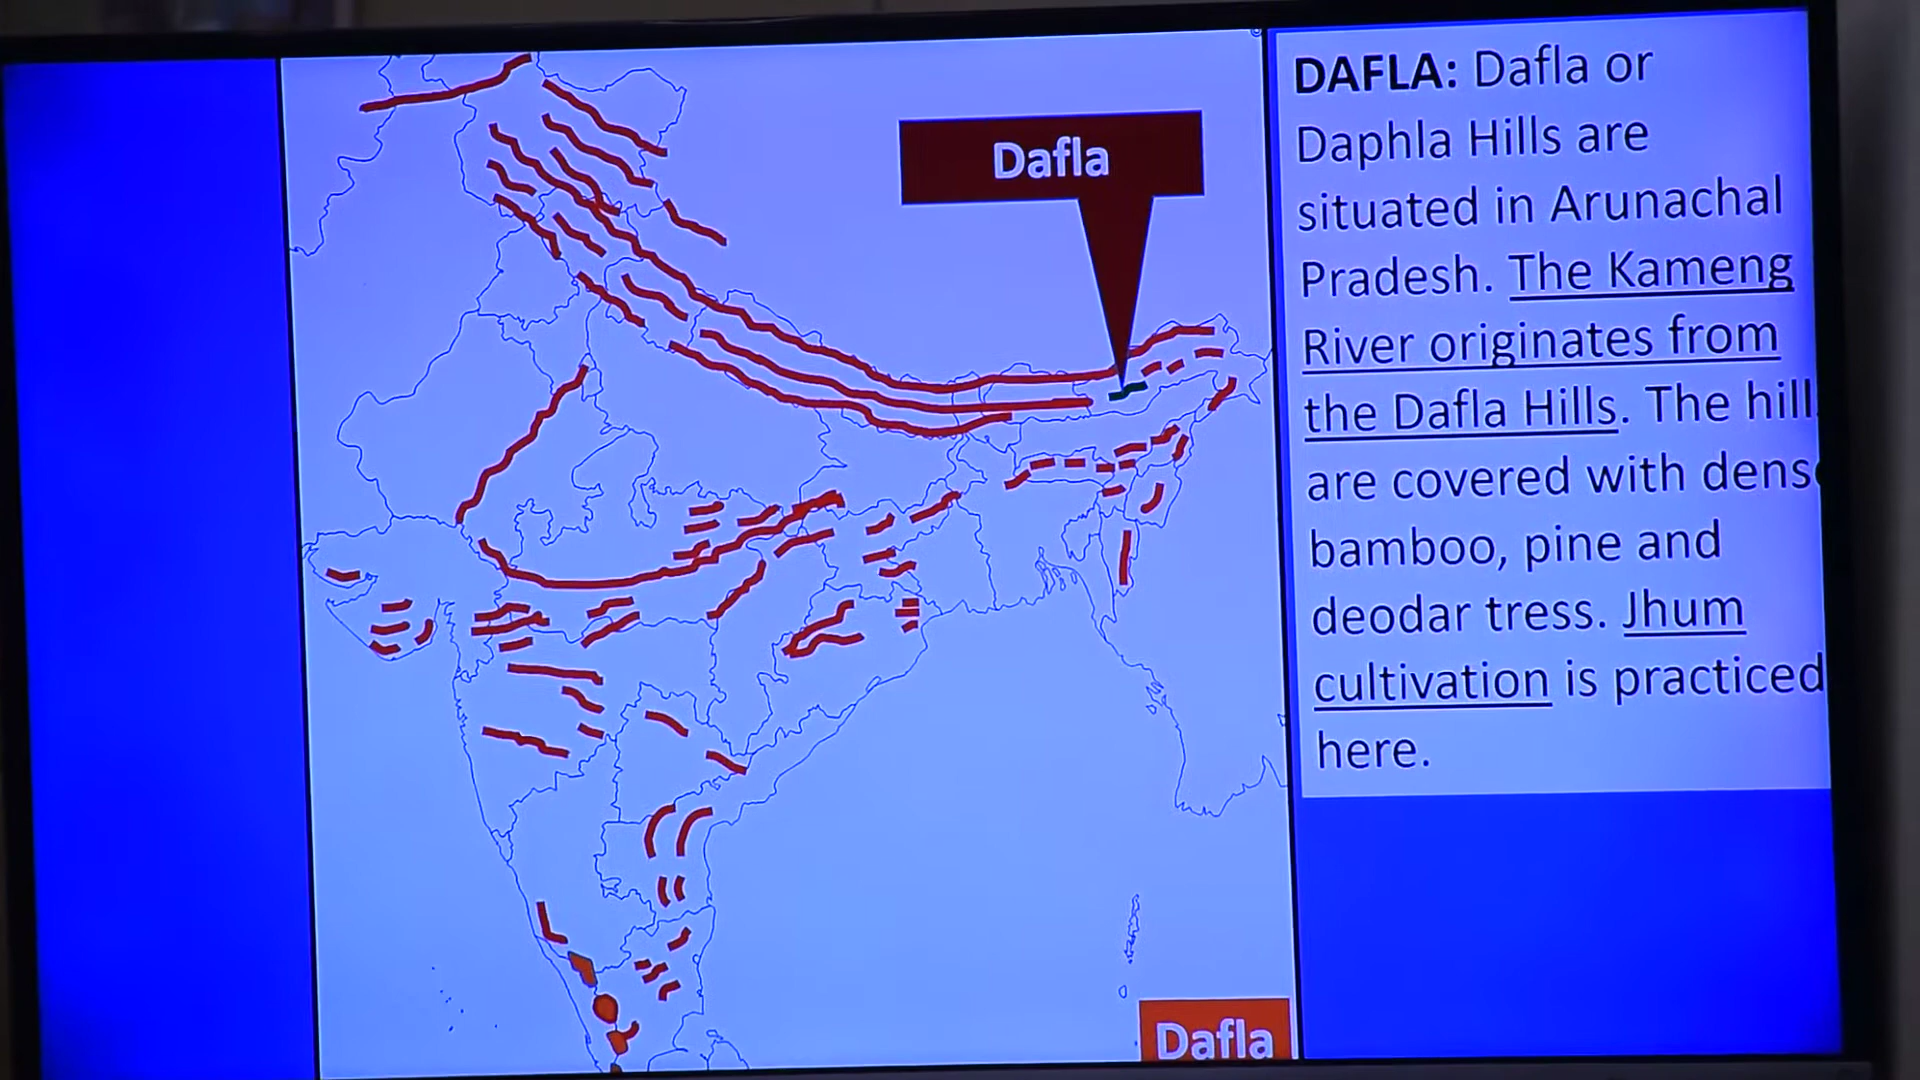 Dafla
DAFLA: Dafla or
Daphla Hills are
situated in Arunachal
Pradesh. The Kameng
River originates from
the Dafla Hills. The hill
are covered with dense
bamboo, pine and
deodar tress. Jhum
cultivation is practiced
here.
Dafla